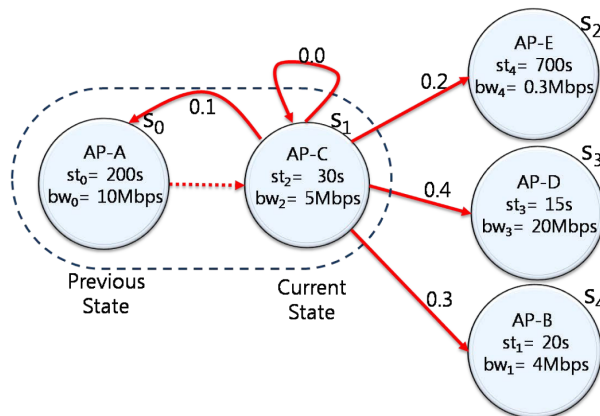 S₂
AP-E
st₄= 700s
bw₄= 0.3Mbps
0.0
0.2
0.1
S₀
S₁
AP-A
st₀= 200s
bw₀= 10Mbps
AP-C
st₂= 30s
bw₂= 5Mbps
0.4
S₃
AP-D
st₃= 15s
bw₃= 20Mbps
Previous
State
Current
State
0.3
S₄
AP-B
st₁= 20s
bw₁= 4Mbps